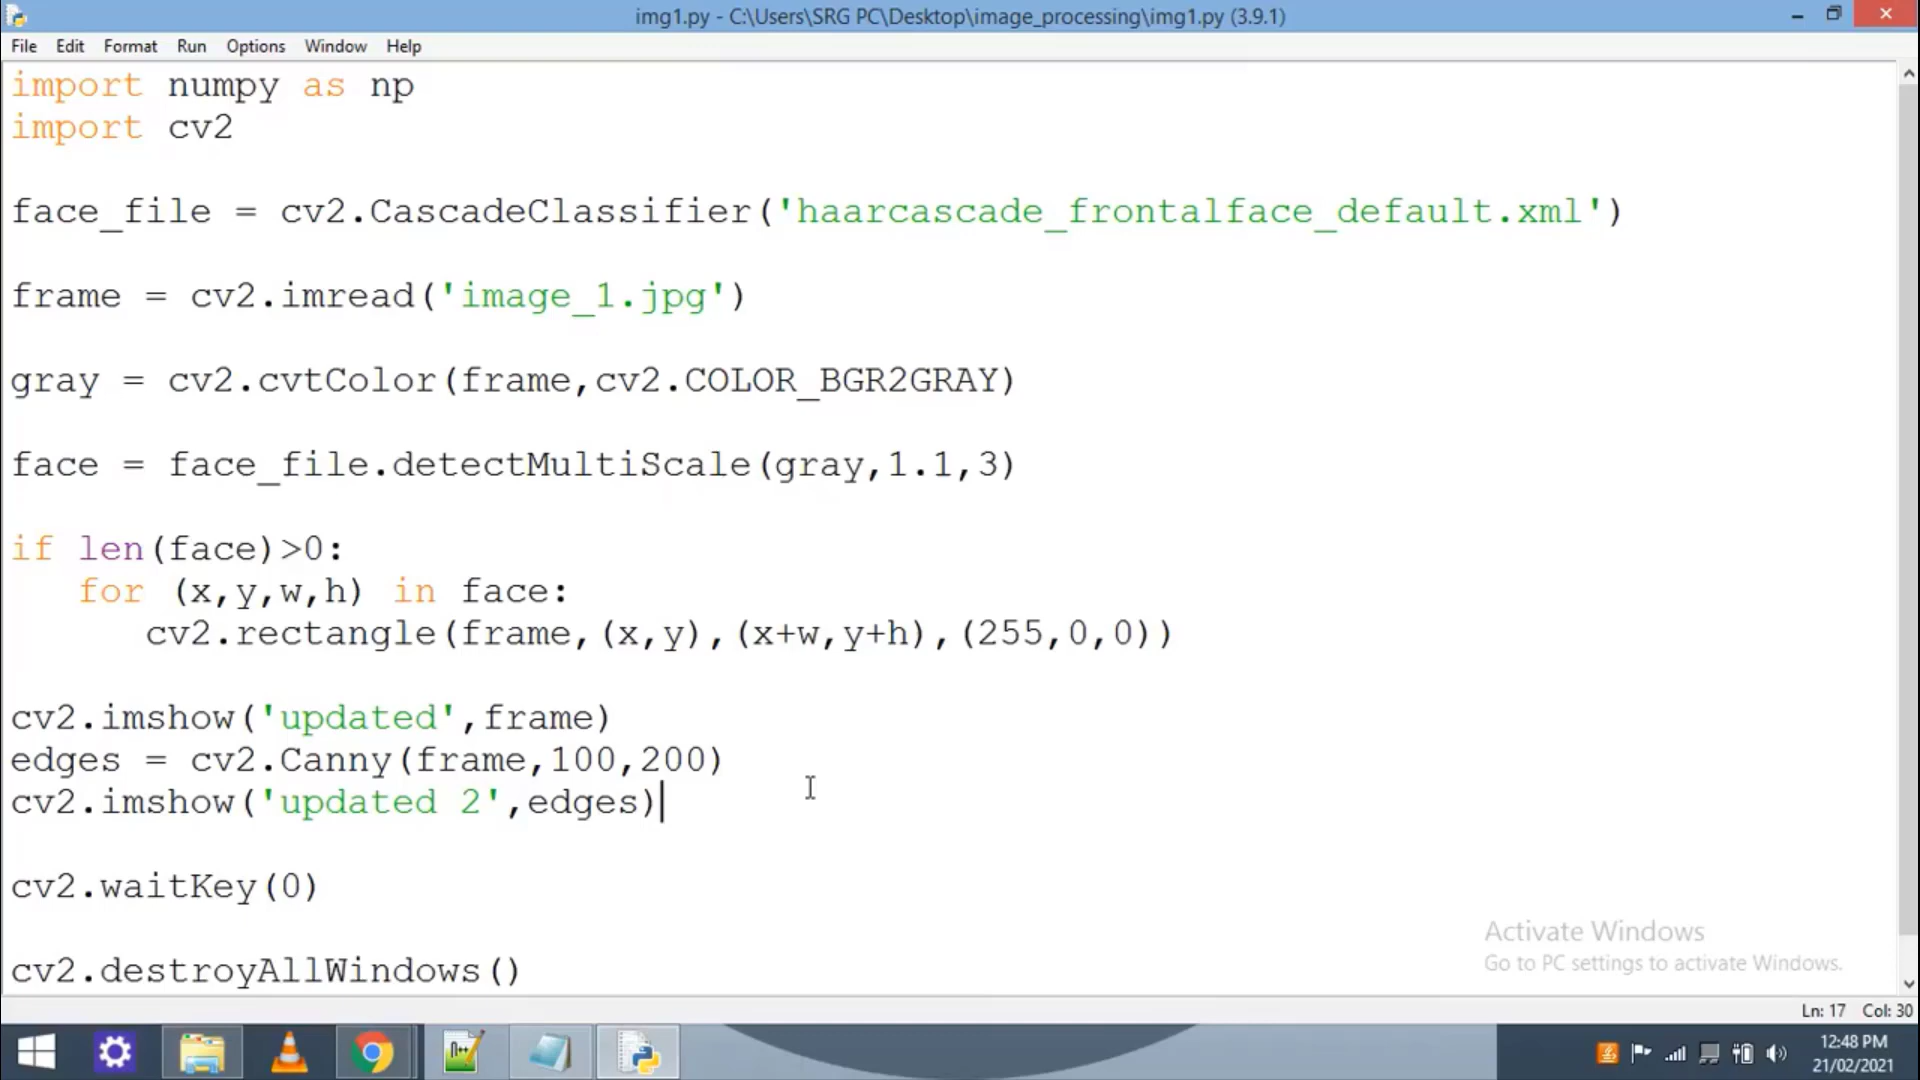 img1.py - C:\Users\SRG PC\Desktop\image_processing\img1.py (3.9.1)
File Edit Format Run Options Window Help
import numpy as np
import cv2
face_file = cv2.CascadeClassifier('haarcascade_frontalface_default.xml')
frame = cv2.imread('image_1.jpg')
gray = cv2.cvtColor(frame,cv2.COLOR_BGR2GRAY)
face = face_file.detectMultiScale(gray,1.1,3)
if len(face)>0:
   for (x,y,w,h) in face:
      cv2.rectangle(frame,(x,y),(x+w,y+h),(255,0,0))
cv2.imshow('updated',frame)
edges = cv2.Canny(frame,100,200)
cv2.imshow('updated 2',edges)
cv2.waitKey(0)
cv2.destroyAllWindows()
Activate Windows
Go to PC settings to activate Windows.
Ln: 17 Col: 30
12:48 PM
21/02/2021